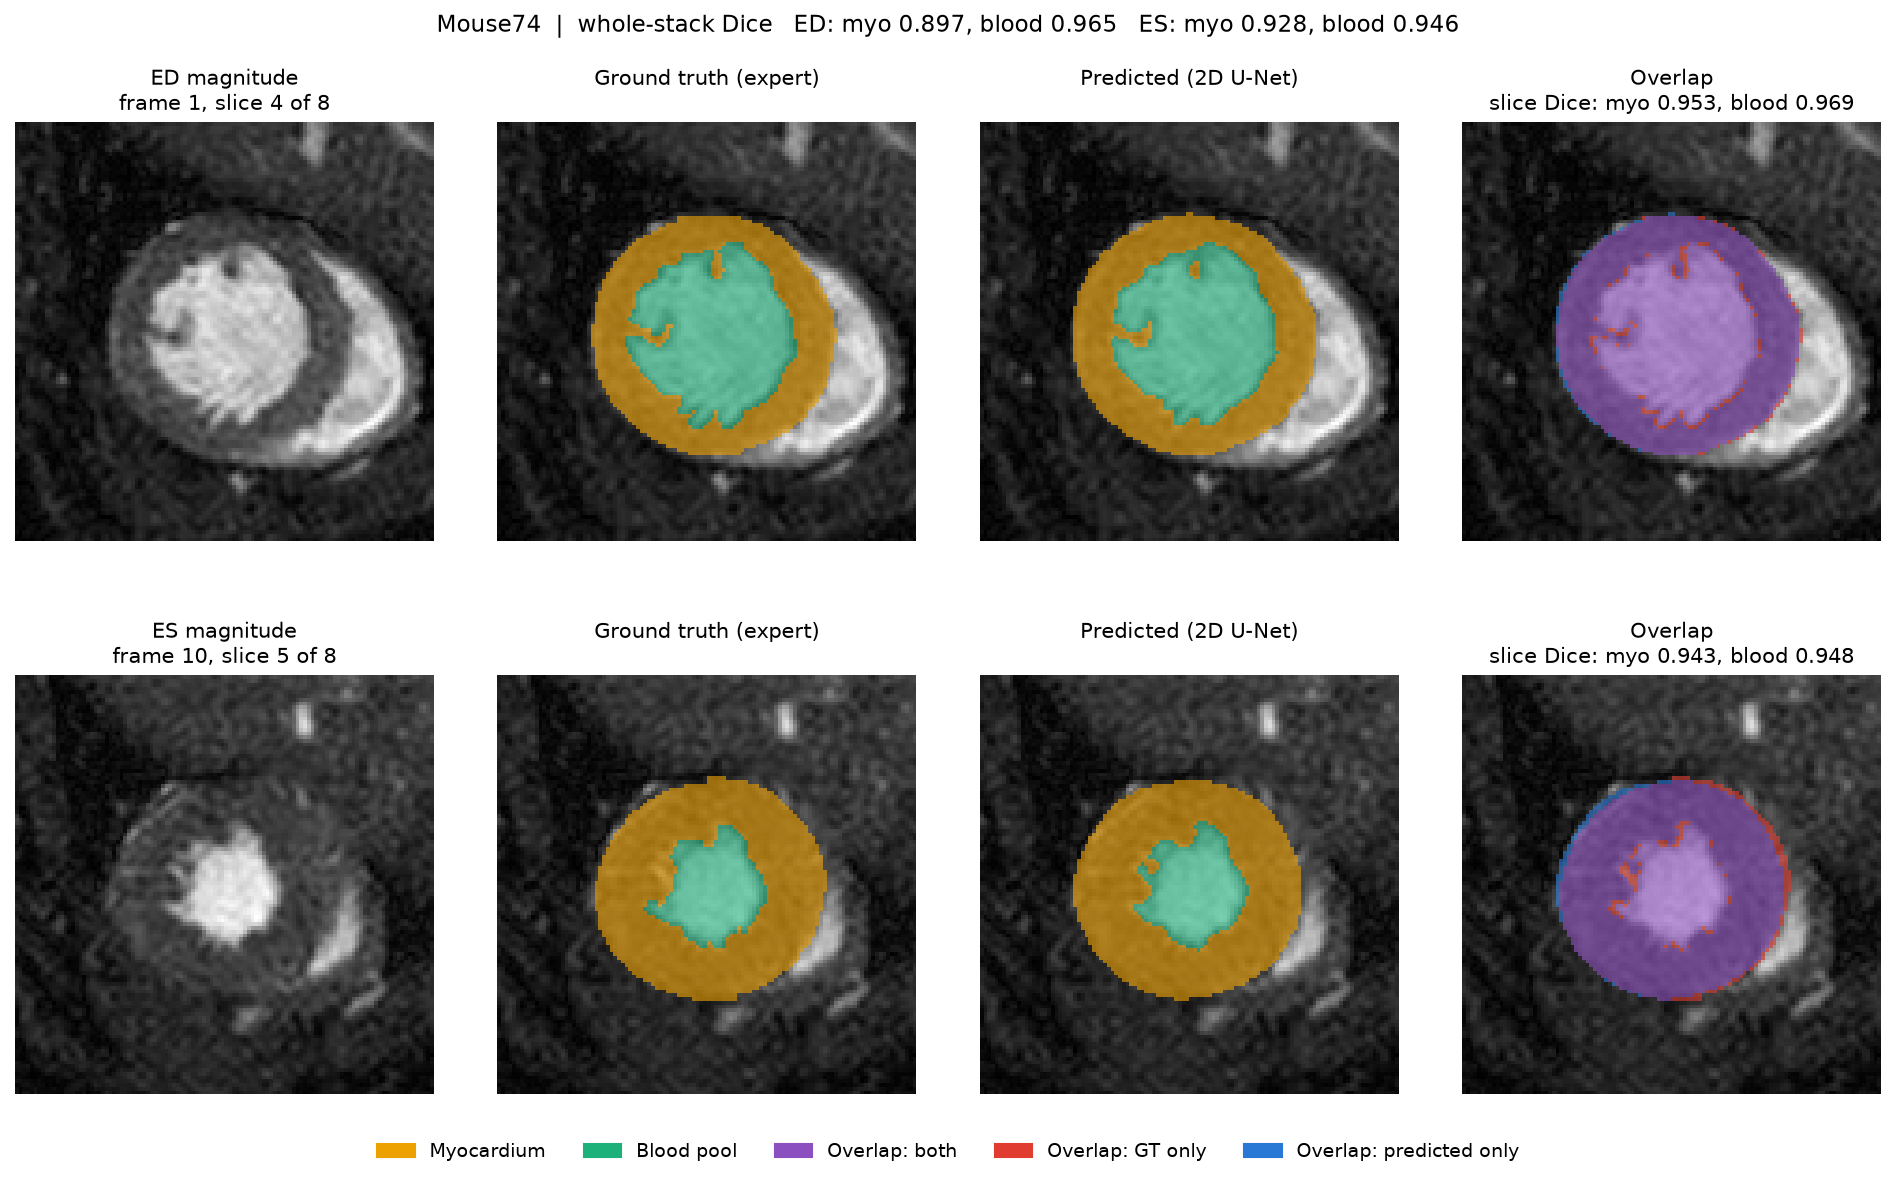 Mouse74  |  whole-stack Dice   ED: myo 0.897, blood 0.965   ES: myo 0.928, blood 0.946
ED magnitude
frame 1, slice 4 of 8
Ground truth (expert)
Predicted (2D U-Net)
Overlap
slice Dice: myo 0.953, blood 0.969
ES magnitude
frame 10, slice 5 of 8
Ground truth (expert)
Predicted (2D U-Net)
Overlap
slice Dice: myo 0.943, blood 0.948
Myocardium
Blood pool
Overlap: both
Overlap: GT only
Overlap: predicted only